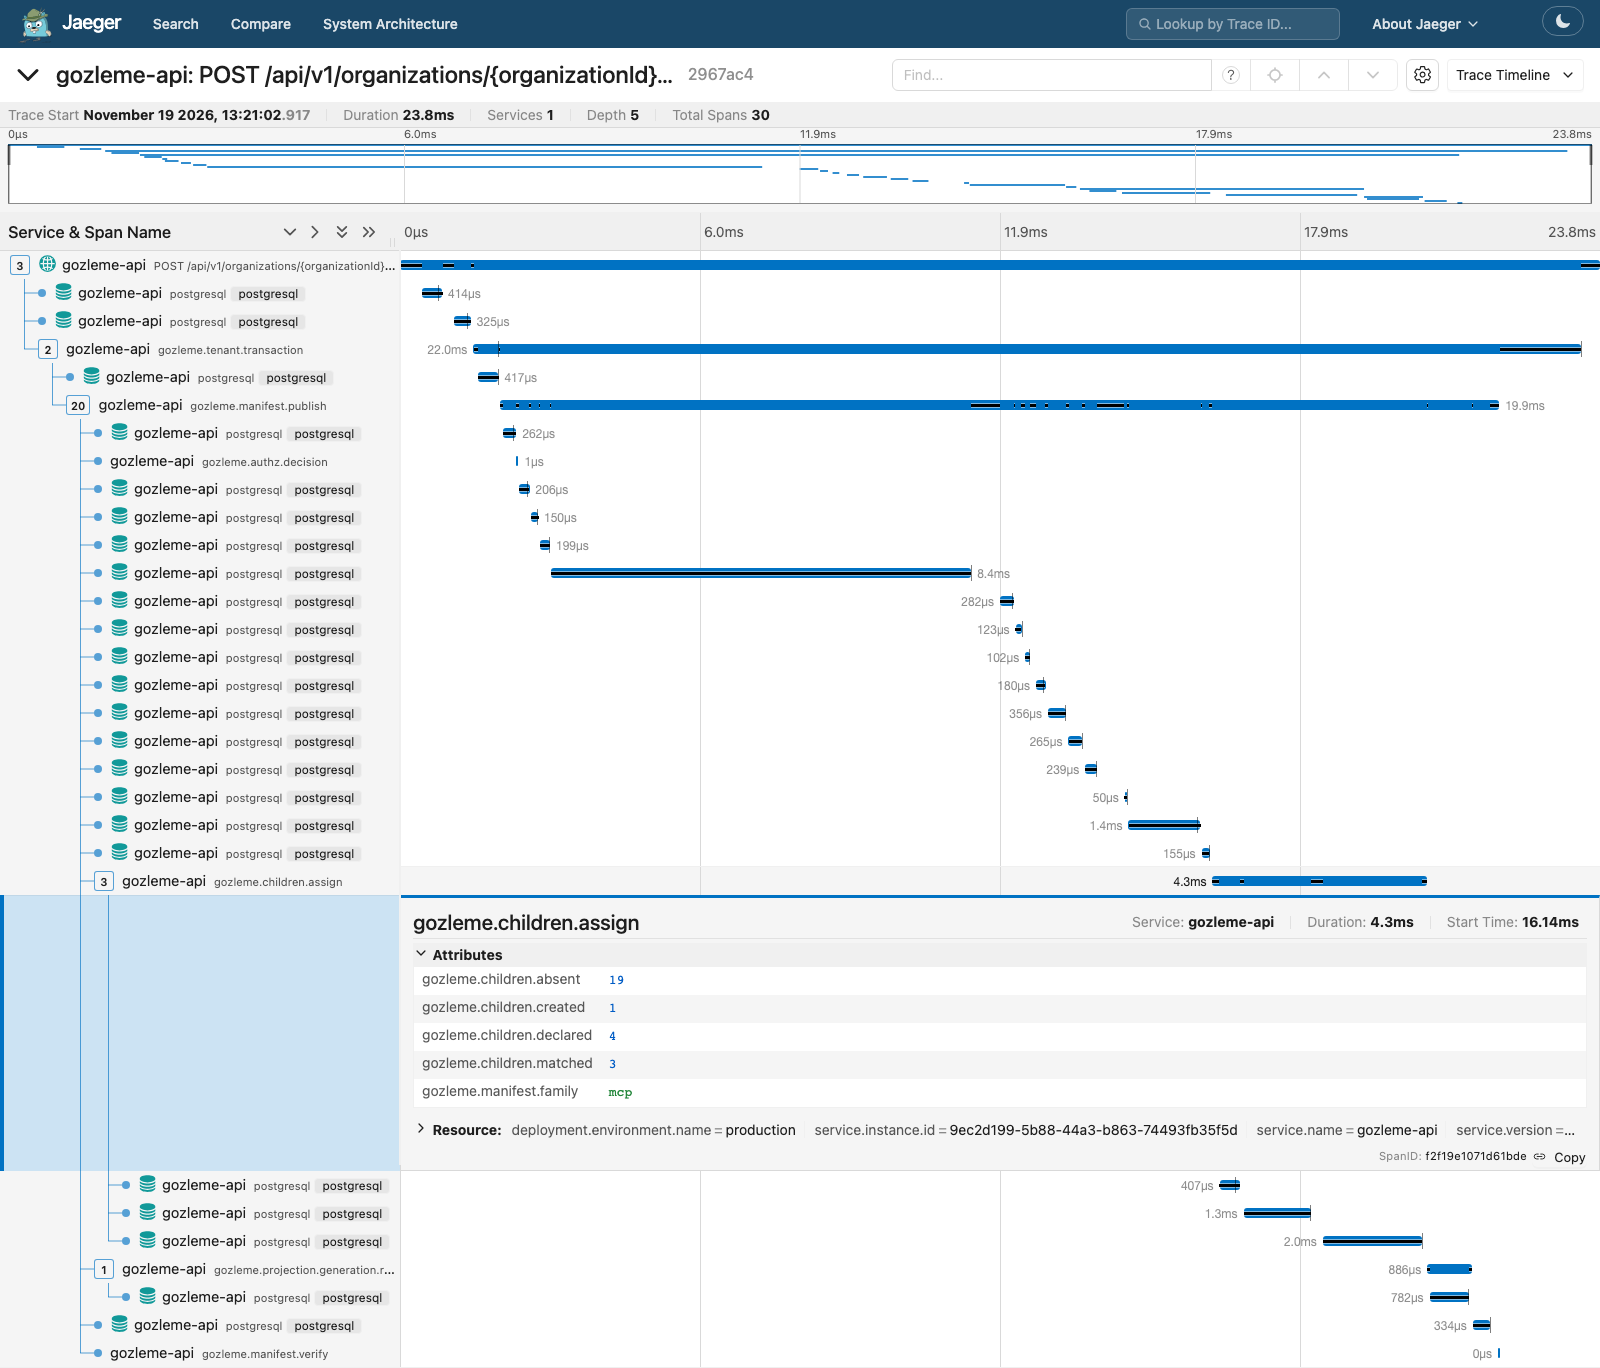 Jaeger Search Compare System Architecture Lookup by Trace ID... About Jaeger
gozleme-api: POST /api/v1/organizations/{organizationId}... 2967ac4 Find... ? Trace Timeline
Trace Start November 19 2026, 13:21:02.917 Duration 23.8ms Services 1 Depth 5 Total Spans 30
0μs 6.0ms 11.9ms 17.9ms 23.8ms
Service & Span Name 0μs 6.0ms 11.9ms 17.9ms 23.8ms
3 gozleme-api POST /api/v1/organizations/{organizationId}...
gozleme-api postgresql postgresql 414μs
gozleme-api postgresql postgresql 325μs
2 gozleme-api gozleme.tenant.transaction 22.0ms
gozleme-api postgresql postgresql 417μs
20 gozleme-api gozleme.manifest.publish 19.9ms
gozleme-api postgresql postgresql 262μs
gozleme-api gozleme.authz.decision 1μs
gozleme-api postgresql postgresql 206μs
gozleme-api postgresql postgresql 150μs
gozleme-api postgresql postgresql 199μs
gozleme-api postgresql postgresql 8.4ms
gozleme-api postgresql postgresql 282μs
gozleme-api postgresql postgresql 123μs
gozleme-api postgresql postgresql 102μs
gozleme-api postgresql postgresql 180μs
gozleme-api postgresql postgresql 356μs
gozleme-api postgresql postgresql 265μs
gozleme-api postgresql postgresql 239μs
gozleme-api postgresql postgresql 50μs
gozleme-api postgresql postgresql 1.4ms
gozleme-api postgresql postgresql 155μs
3 gozleme-api gozleme.children.assign 4.3ms
gozleme.children.assign Service: gozleme-api Duration: 4.3ms Start Time: 16.14ms
Attributes
gozleme.children.absent 19
gozleme.children.created 1
gozleme.children.declared 4
gozleme.children.matched 3
gozleme.manifest.family mcp
Resource: deployment.environment.name = production service.instance.id = 9ec2d199-5b88-44a3-b863-74493fb35f5d service.name = gozleme-api service.version =...
SpanID: f2f19e1071d61bde Copy
gozleme-api postgresql postgresql 407μs
gozleme-api postgresql postgresql 1.3ms
gozleme-api postgresql postgresql 2.0ms
1 gozleme-api gozleme.projection.generation.r... 886μs
gozleme-api postgresql postgresql 782μs
gozleme-api postgresql postgresql 334μs
gozleme-api gozleme.manifest.verify 0μs